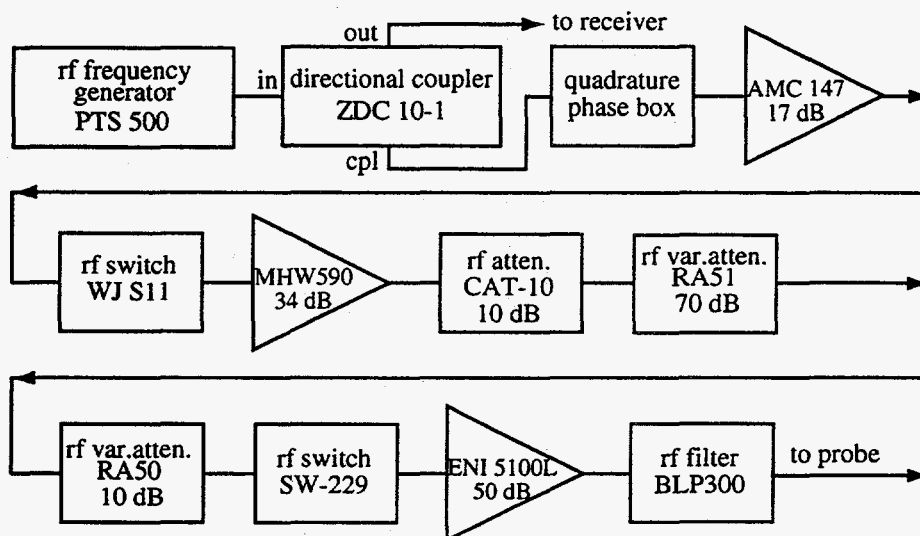 out
to receiver
rf frequency
generator
PTS 500
in
directional coupler
ZDC 10-1
cpl
quadrature
phase box
AMC 147
17 dB
rf switch
WJ S11
MHW590
34 dB
rf atten.
CAT-10
10 dB
rf var.atten.
RA51
70 dB
rf var.atten.
RA50
10 dB
rf switch
SW-229
ENI 5100L
50 dB
rf filter
BLP300
to probe